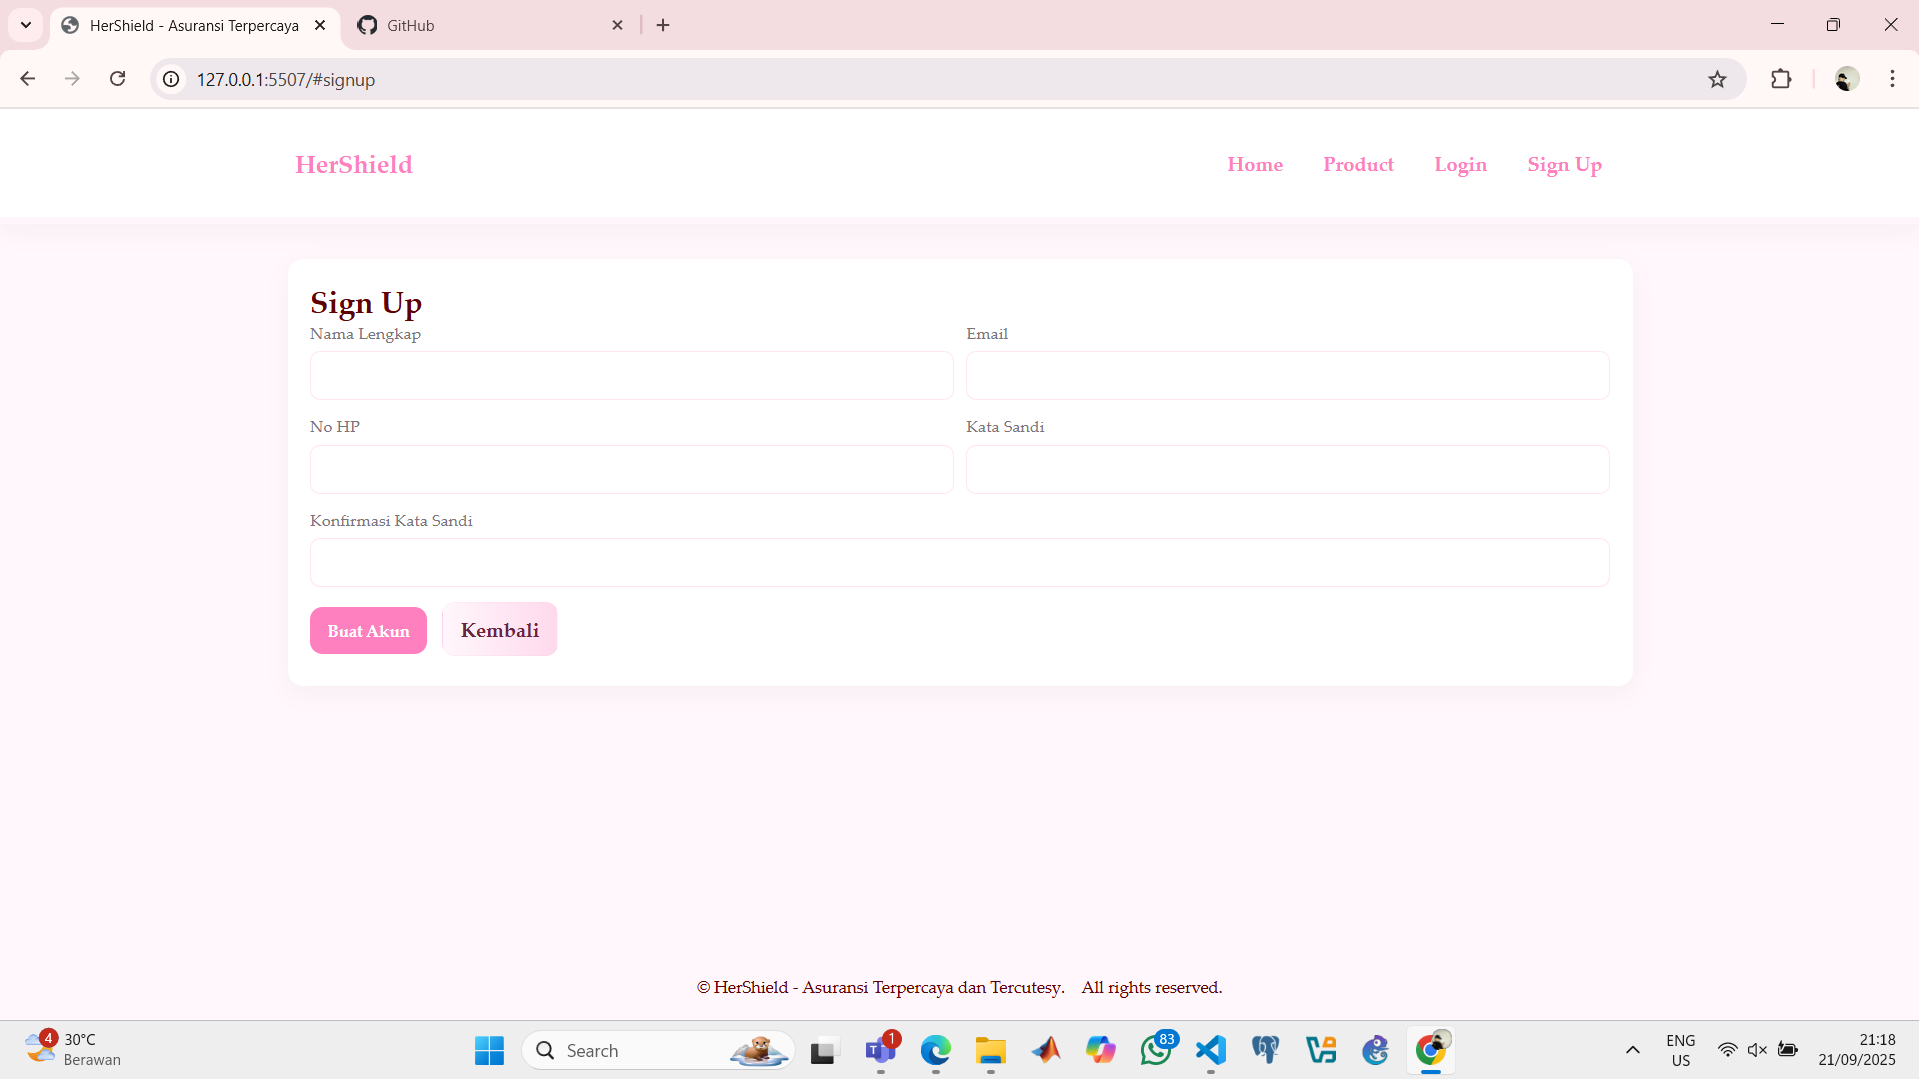 HerShield - Asuransi Terpercaya
GitHub
127.0.0.1:5507/#signup
HerShield
Home
Product
Login
Sign Up
Sign Up
Nama Lengkap
Email
No HP
Kata Sandi
Konfirmasi Kata Sandi
Buat Akun
Kembali
© HerShield - Asuransi Terpercaya dan Tercutesy. All rights reserved.
4
30°C
Berawan
Search
1
83
ENG
US
21:18
21/09/2025